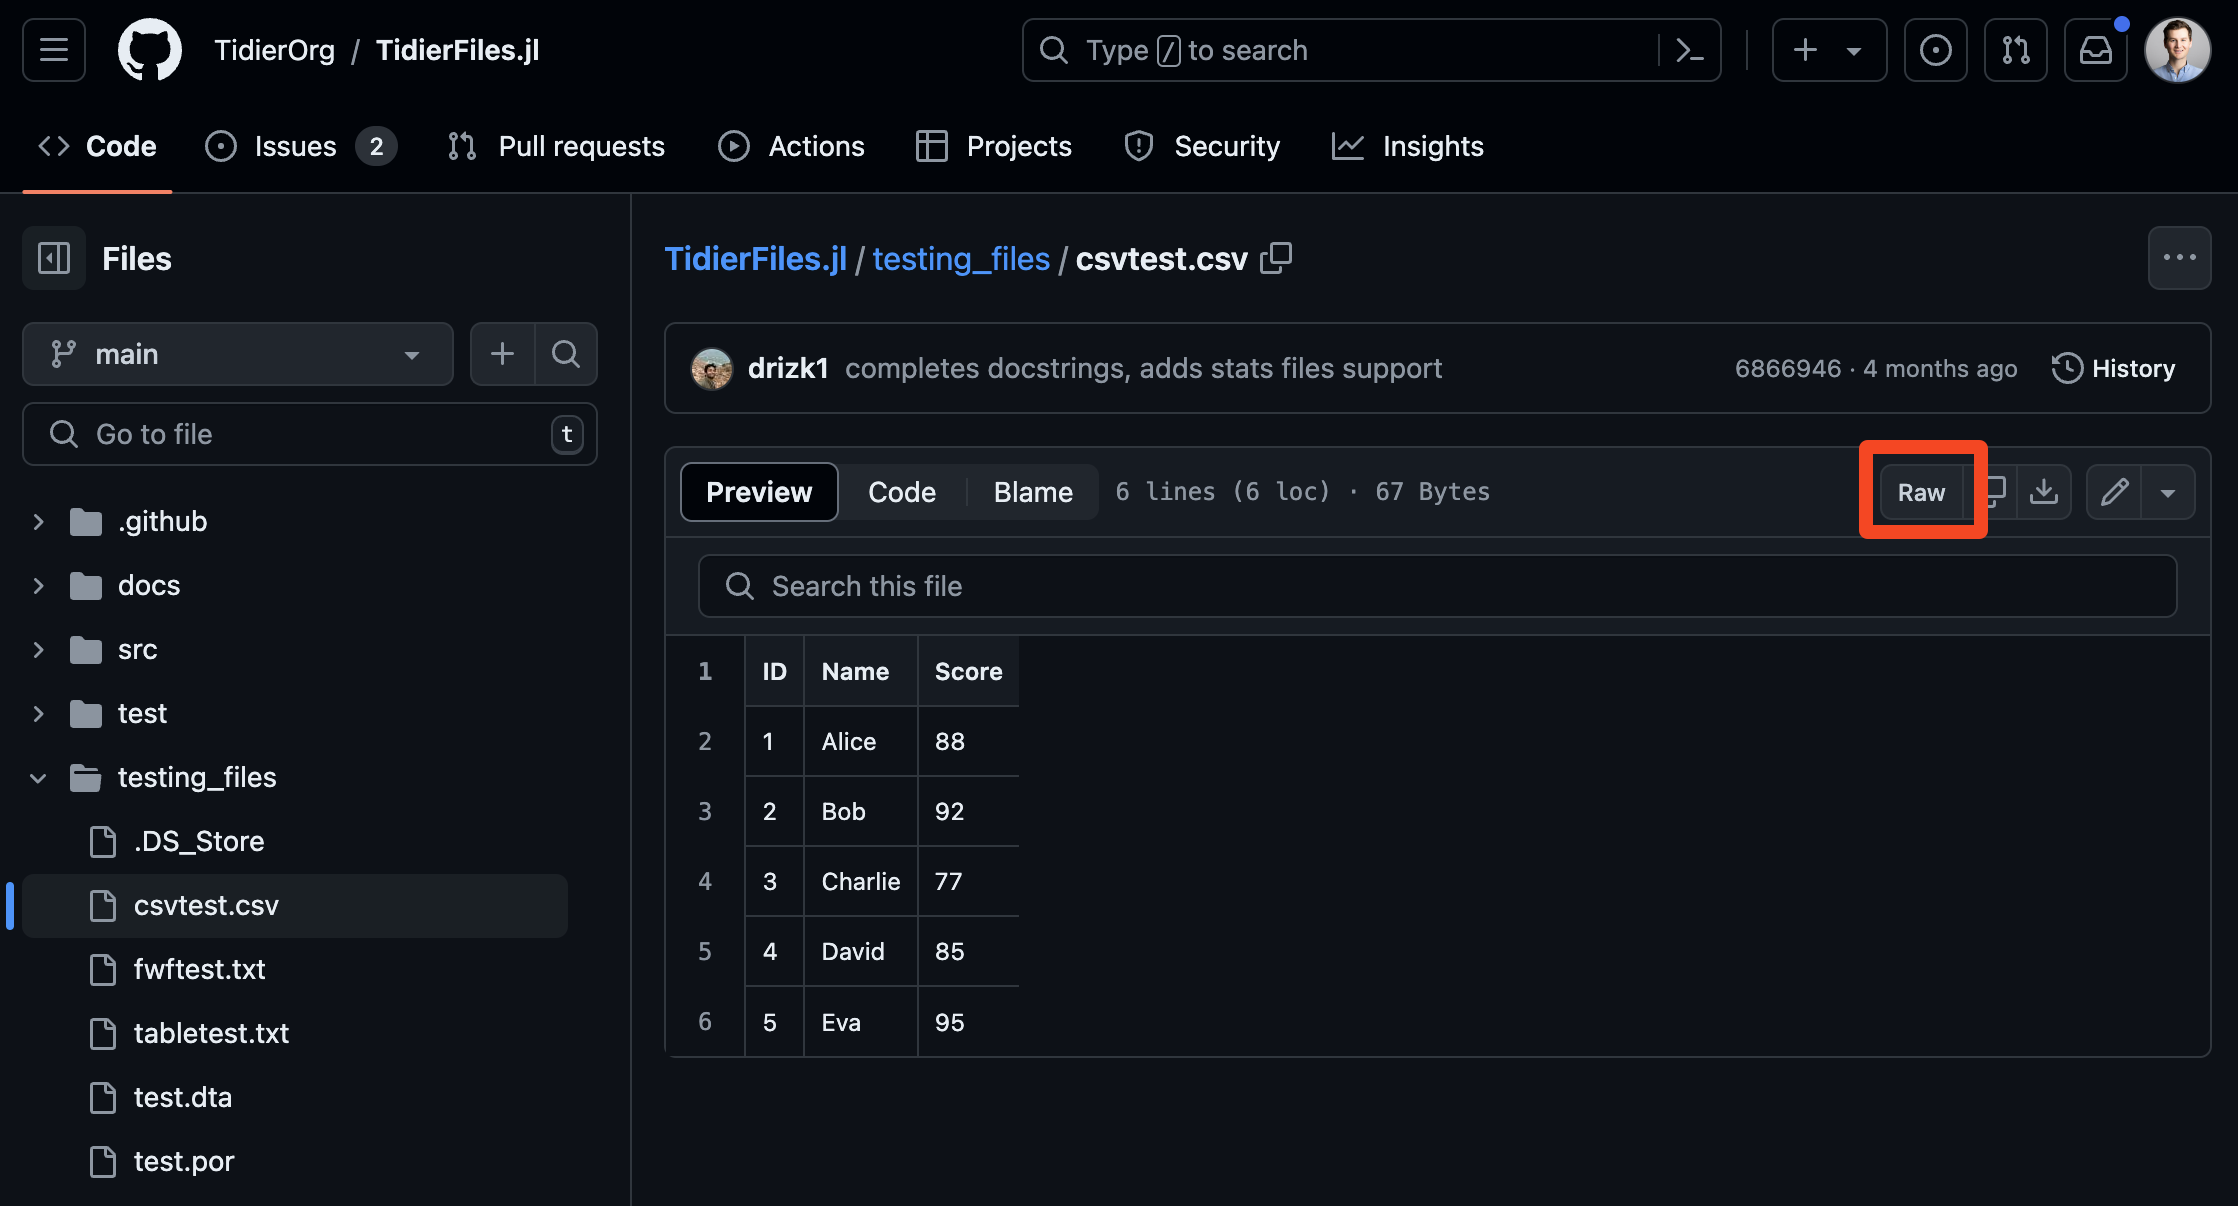 TidierOrg / TidierFiles.jl
Type / to search
Code
Issues 2
Pull requests
Actions
Projects
Security
Insights
Files
main
Go to file
t
.github
docs
src
test
testing_files
.DS_Store
csvtest.csv
fwftest.txt
tabletest.txt
test.dta
test.por
TidierFiles.jl / testing_files / csvtest.csv
drizk1 completes docstrings, adds stats files support
6866946 · 4 months ago
History
Preview
Code
Blame
6 lines (6 loc) · 67 Bytes
Raw
Search this file
1 ID Name Score
2 1 Alice 88
3 2 Bob 92
4 3 Charlie 77
5 4 David 85
6 5 Eva 95